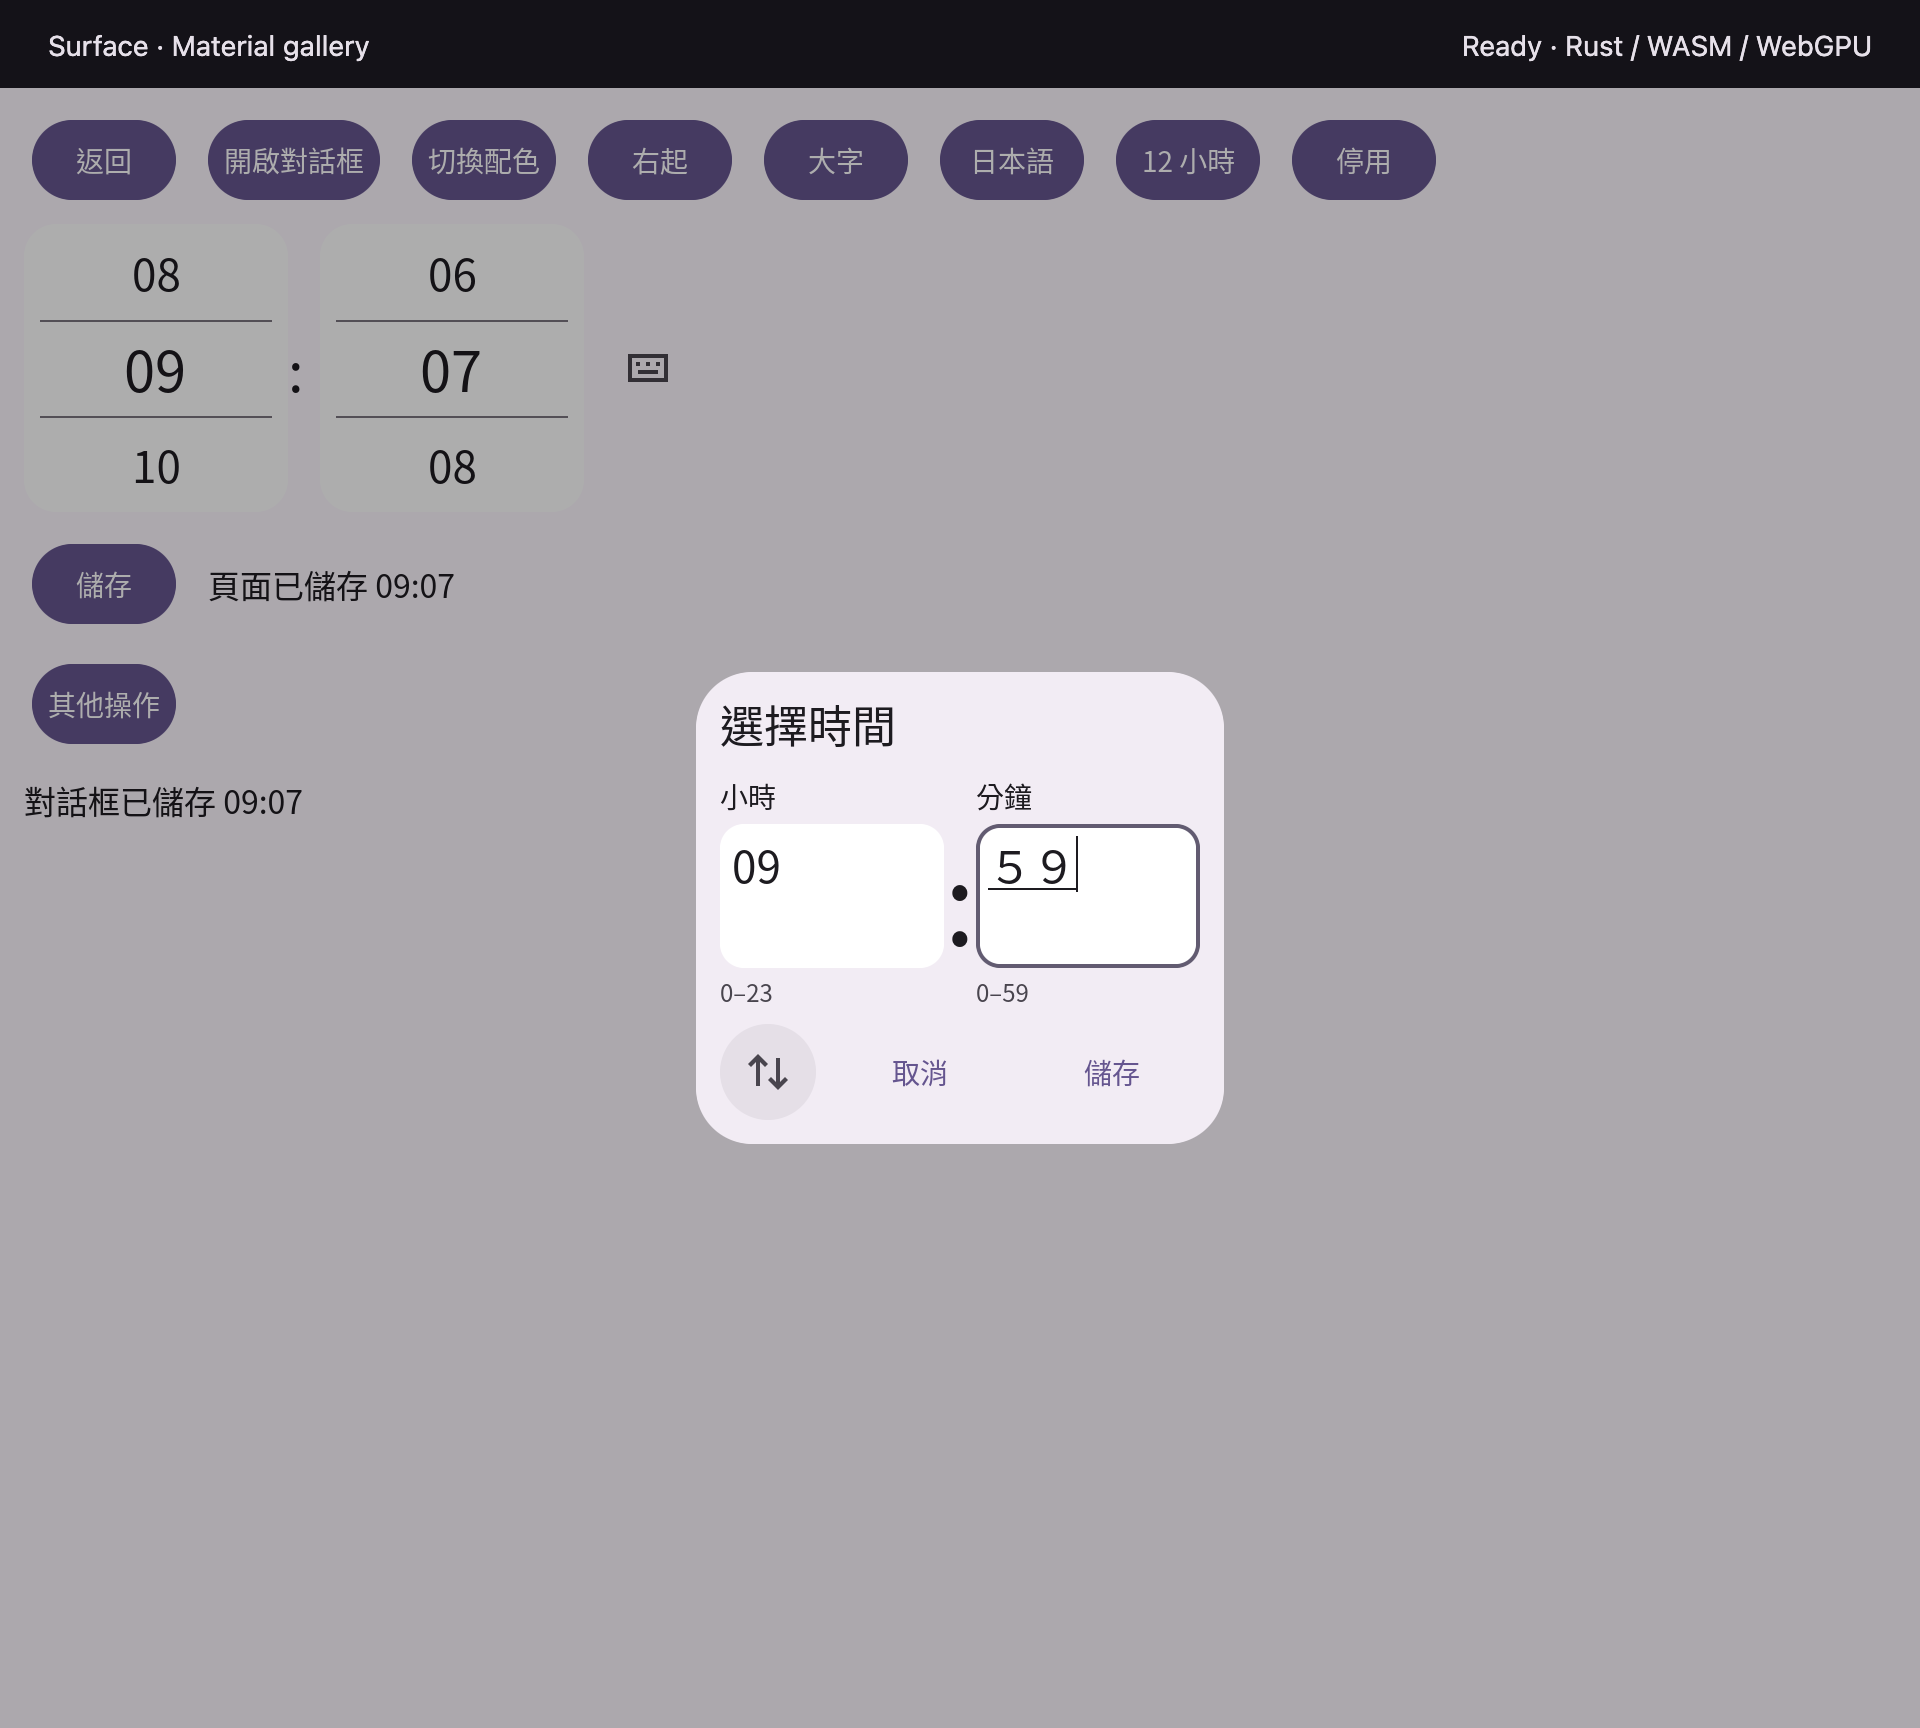 Surface · Material gallery
Ready · Rust / WASM / WebGPU
返回 開啟對話框 切換配色 右起 大字 日本語 12 小時 停用
08 06
09 : 07
10 08
儲存 頁面已儲存 09:07
其他操作
對話框已儲存 09:07
選擇時間
小時 分鐘
09 : 59
0–23 0–59
取消 儲存